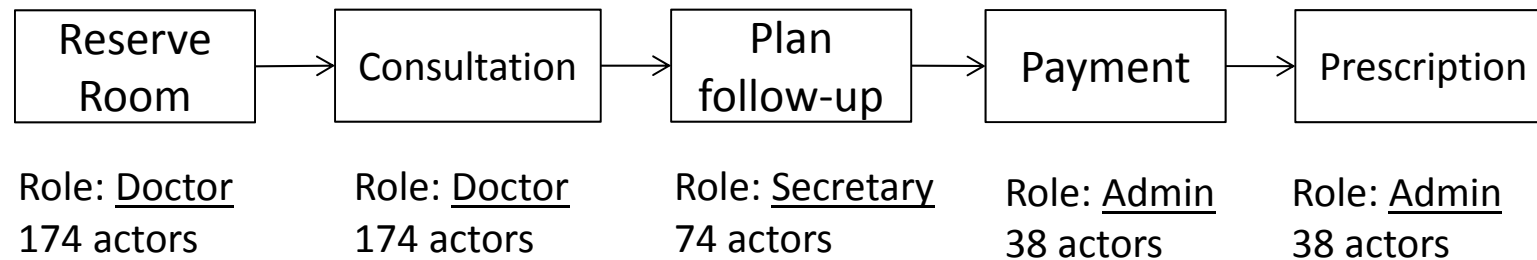 Reserve
Room
Consultation
Plan
follow-up
Payment
Prescription
Role: Doctor
174 actors
Role: Doctor
174 actors
Role: Secretary
74 actors
Role: Admin
38 actors
Role: Admin
38 actors